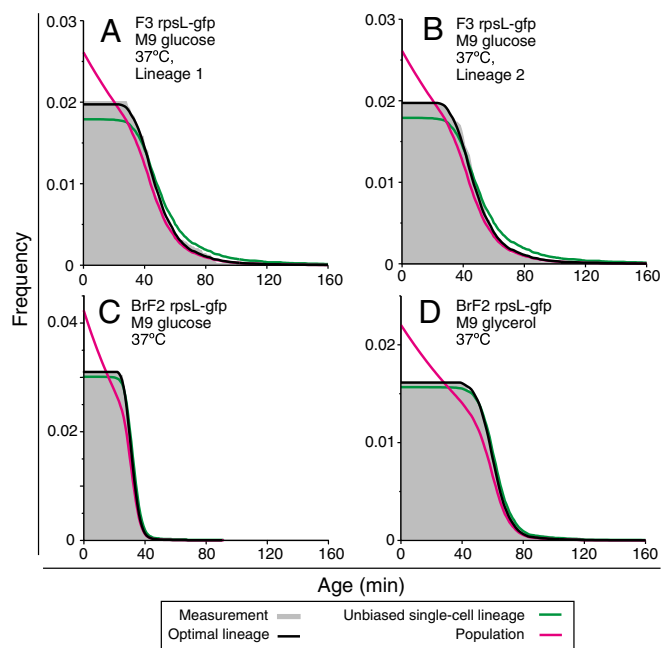 A
F3 rpsL-gfp
M9 glucose
37ºC,
Lineage 1
0.03
0.02
0.01
0
0 40 80 120 160
B
F3 rpsL-gfp
M9 glucose
37ºC,
Lineage 2
0.03
0.02
0.01
0
0 40 80 120 160
Frequency
C
BrF2 rpsL-gfp
M9 glucose
37ºC
0.04
0.02
0
0 40 80 120 160
D
BrF2 rpsL-gfp
M9 glycerol
37ºC
0.02
0.01
0
0 40 80 120 160
Age (min)
Measurement
Unbiased single-cell lineage
Optimal lineage
Population